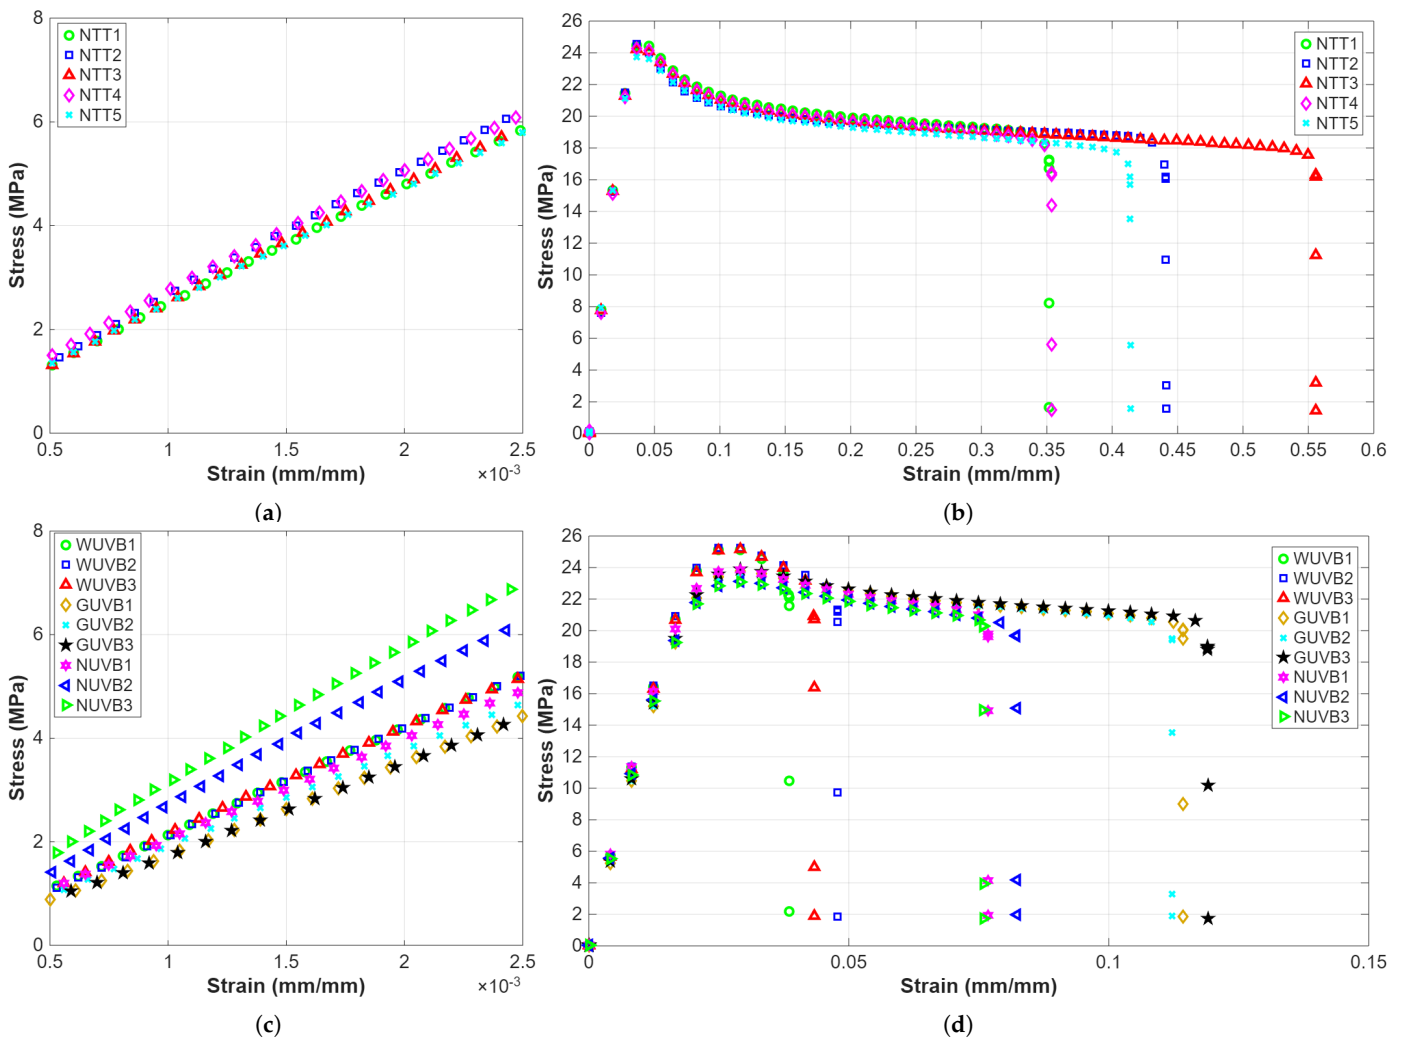 8
6
4
2
0
0.5
1
1.5
2
2.5
×10-3
Stress (MPa)
Strain (mm/mm)
NTT1
NTT2
NTT3
NTT4
NTT5
(a)
26
24
22
20
18
16
14
12
10
8
6
4
2
0
0
0.05
0.1
0.15
0.2
0.25
0.3
0.35
0.4
0.45
0.5
0.55
0.6
Stress (MPa)
Strain (mm/mm)
NTT1
NTT2
NTT3
NTT4
NTT5
(b)
8
6
4
2
0
0.5
1
1.5
2
2.5
×10-3
Stress (MPa)
Strain (mm/mm)
WUVB1
WUVB2
WUVB3
GUVB1
GUVB2
GUVB3
NUVB1
NUVB2
NUVB3
(c)
26
24
22
20
18
16
14
12
10
8
6
4
2
0
0
0.05
0.1
0.15
Stress (MPa)
Strain (mm/mm)
WUVB1
WUVB2
WUVB3
GUVB1
GUVB2
GUVB3
NUVB1
NUVB2
NUVB3
(d)